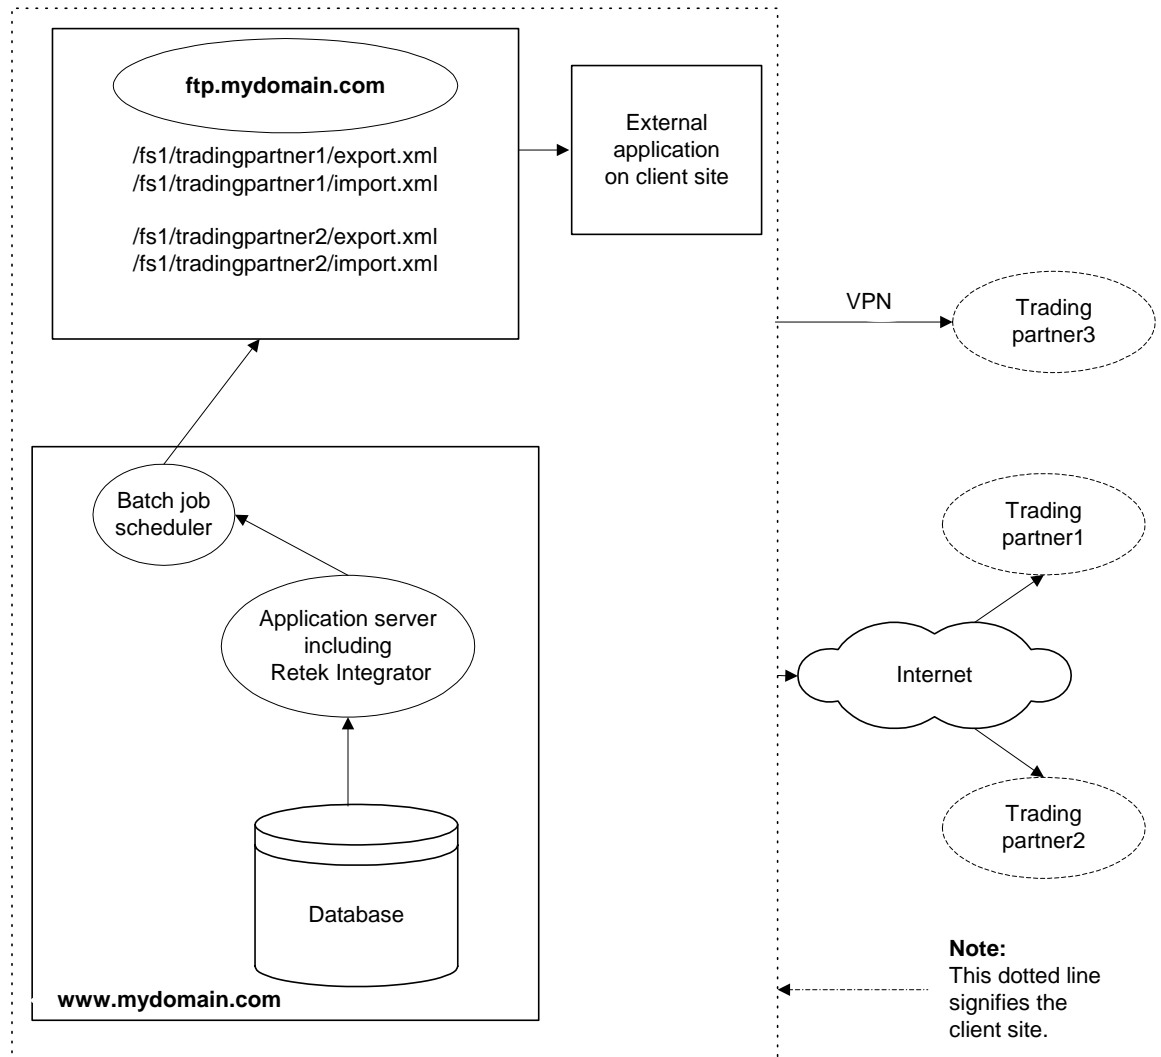 ftp.mydomain.com
/fs1/tradingpartner1/export.xml
/fs1/tradingpartner1/import.xml
/fs1/tradingpartner2/export.xml
/fs1/tradingpartner2/import.xml
External
application
on client site
VPN
Trading
partner3
Batch job
scheduler
Trading
partner1
Application server
including
Retek Integrator
Internet
Trading
partner2
Database
Note:
This dotted line
signifies the
client site.
www.mydomain.com